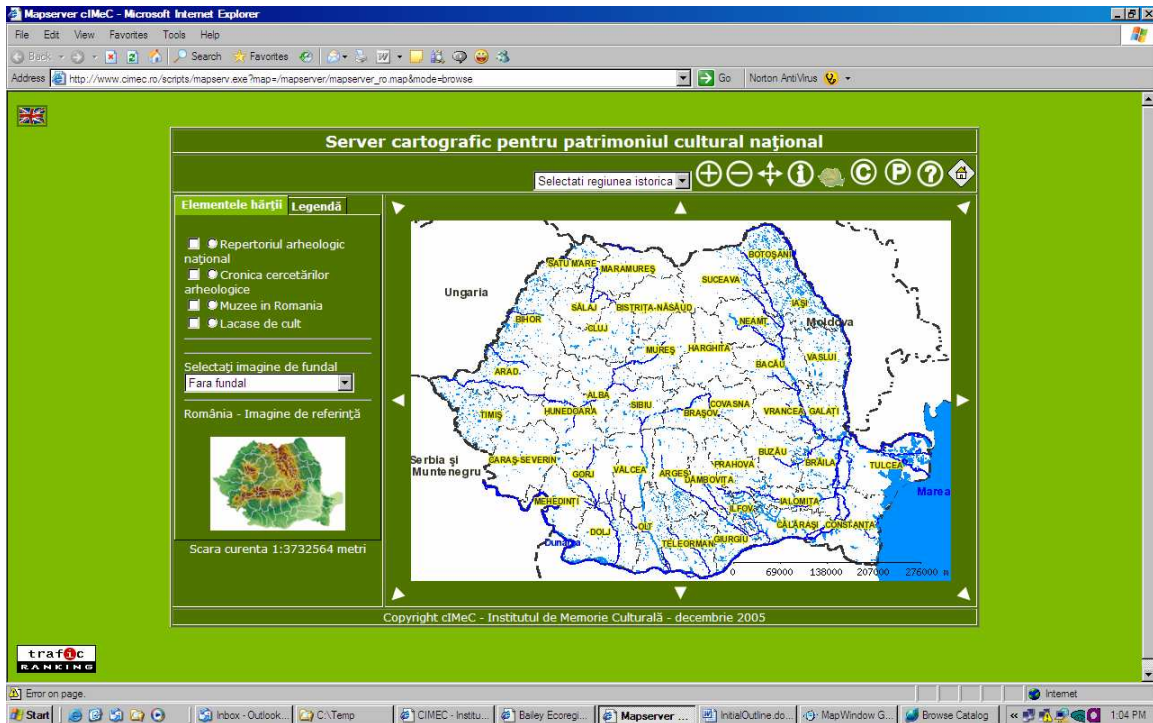 Mapserver cIMeC - Microsoft Internet Explorer
File Edit View Favorites Tools Help
Back Search Favorites
Address http://www.cimec.ro/scripts/mapserv.exe?map=/mapserver/mapserver_ro.map&mode=browse Go Norton AntiVirus
Server cartografic pentru patrimoniul cultural naţional
Selectati regiunea istorica
Elementele hărţii Legendă
Repertoriul arheologic
naţional
Cronica cercetărilor
arheologice
Muzee in Romania
Lacase de cult
Selectaţi imagine de fundal
Fara fundal
România - Imagine de referinţă
Scara curenta 1:3732564 metri
BOTOŞANI
SATU MARE
MARAMUREŞ
SUCEAVA
Ungaria
IAŞI
SĂLAJ
BISTRIŢA-NĂSĂUD
BIHOR
CLUJ
NEAMŢ
Moldova
MUREŞ
HARGHITA
VASLUI
BACĂU
ARAD
ALBA
SIBIU
COVASNA
TIMIŞ
HUNEDOARA
BRAŞOV
VRANCEA
GALAŢI
Serbia şi
Muntenegru
CARAŞ-SEVERIN
GORJ
VÂLCEA
ARGEŞ
PRAHOVA
BUZĂU
BRĂILA
TULCEA
DAMBOVIŢA
MEHEDINŢI
IALOMIŢA
Marea
ILFOV
DOLJ
OLT
CĂLĂRAŞI
CONSTANŢA
Dunărea
TELEORMAN
GIURGIU
0 69000 138000 207000 276000
Copyright cIMeC - Institutul de Memorie Culturală - decembrie 2005
trafic
RANKING
Error on page. Internet
Start Inbox - Outlook... C:\Temp CIMEC - Institu... Bailey Ecoregi... Mapserver ... InitialOutline.do... MapWindow G... Browse Catalog 1:04 PM